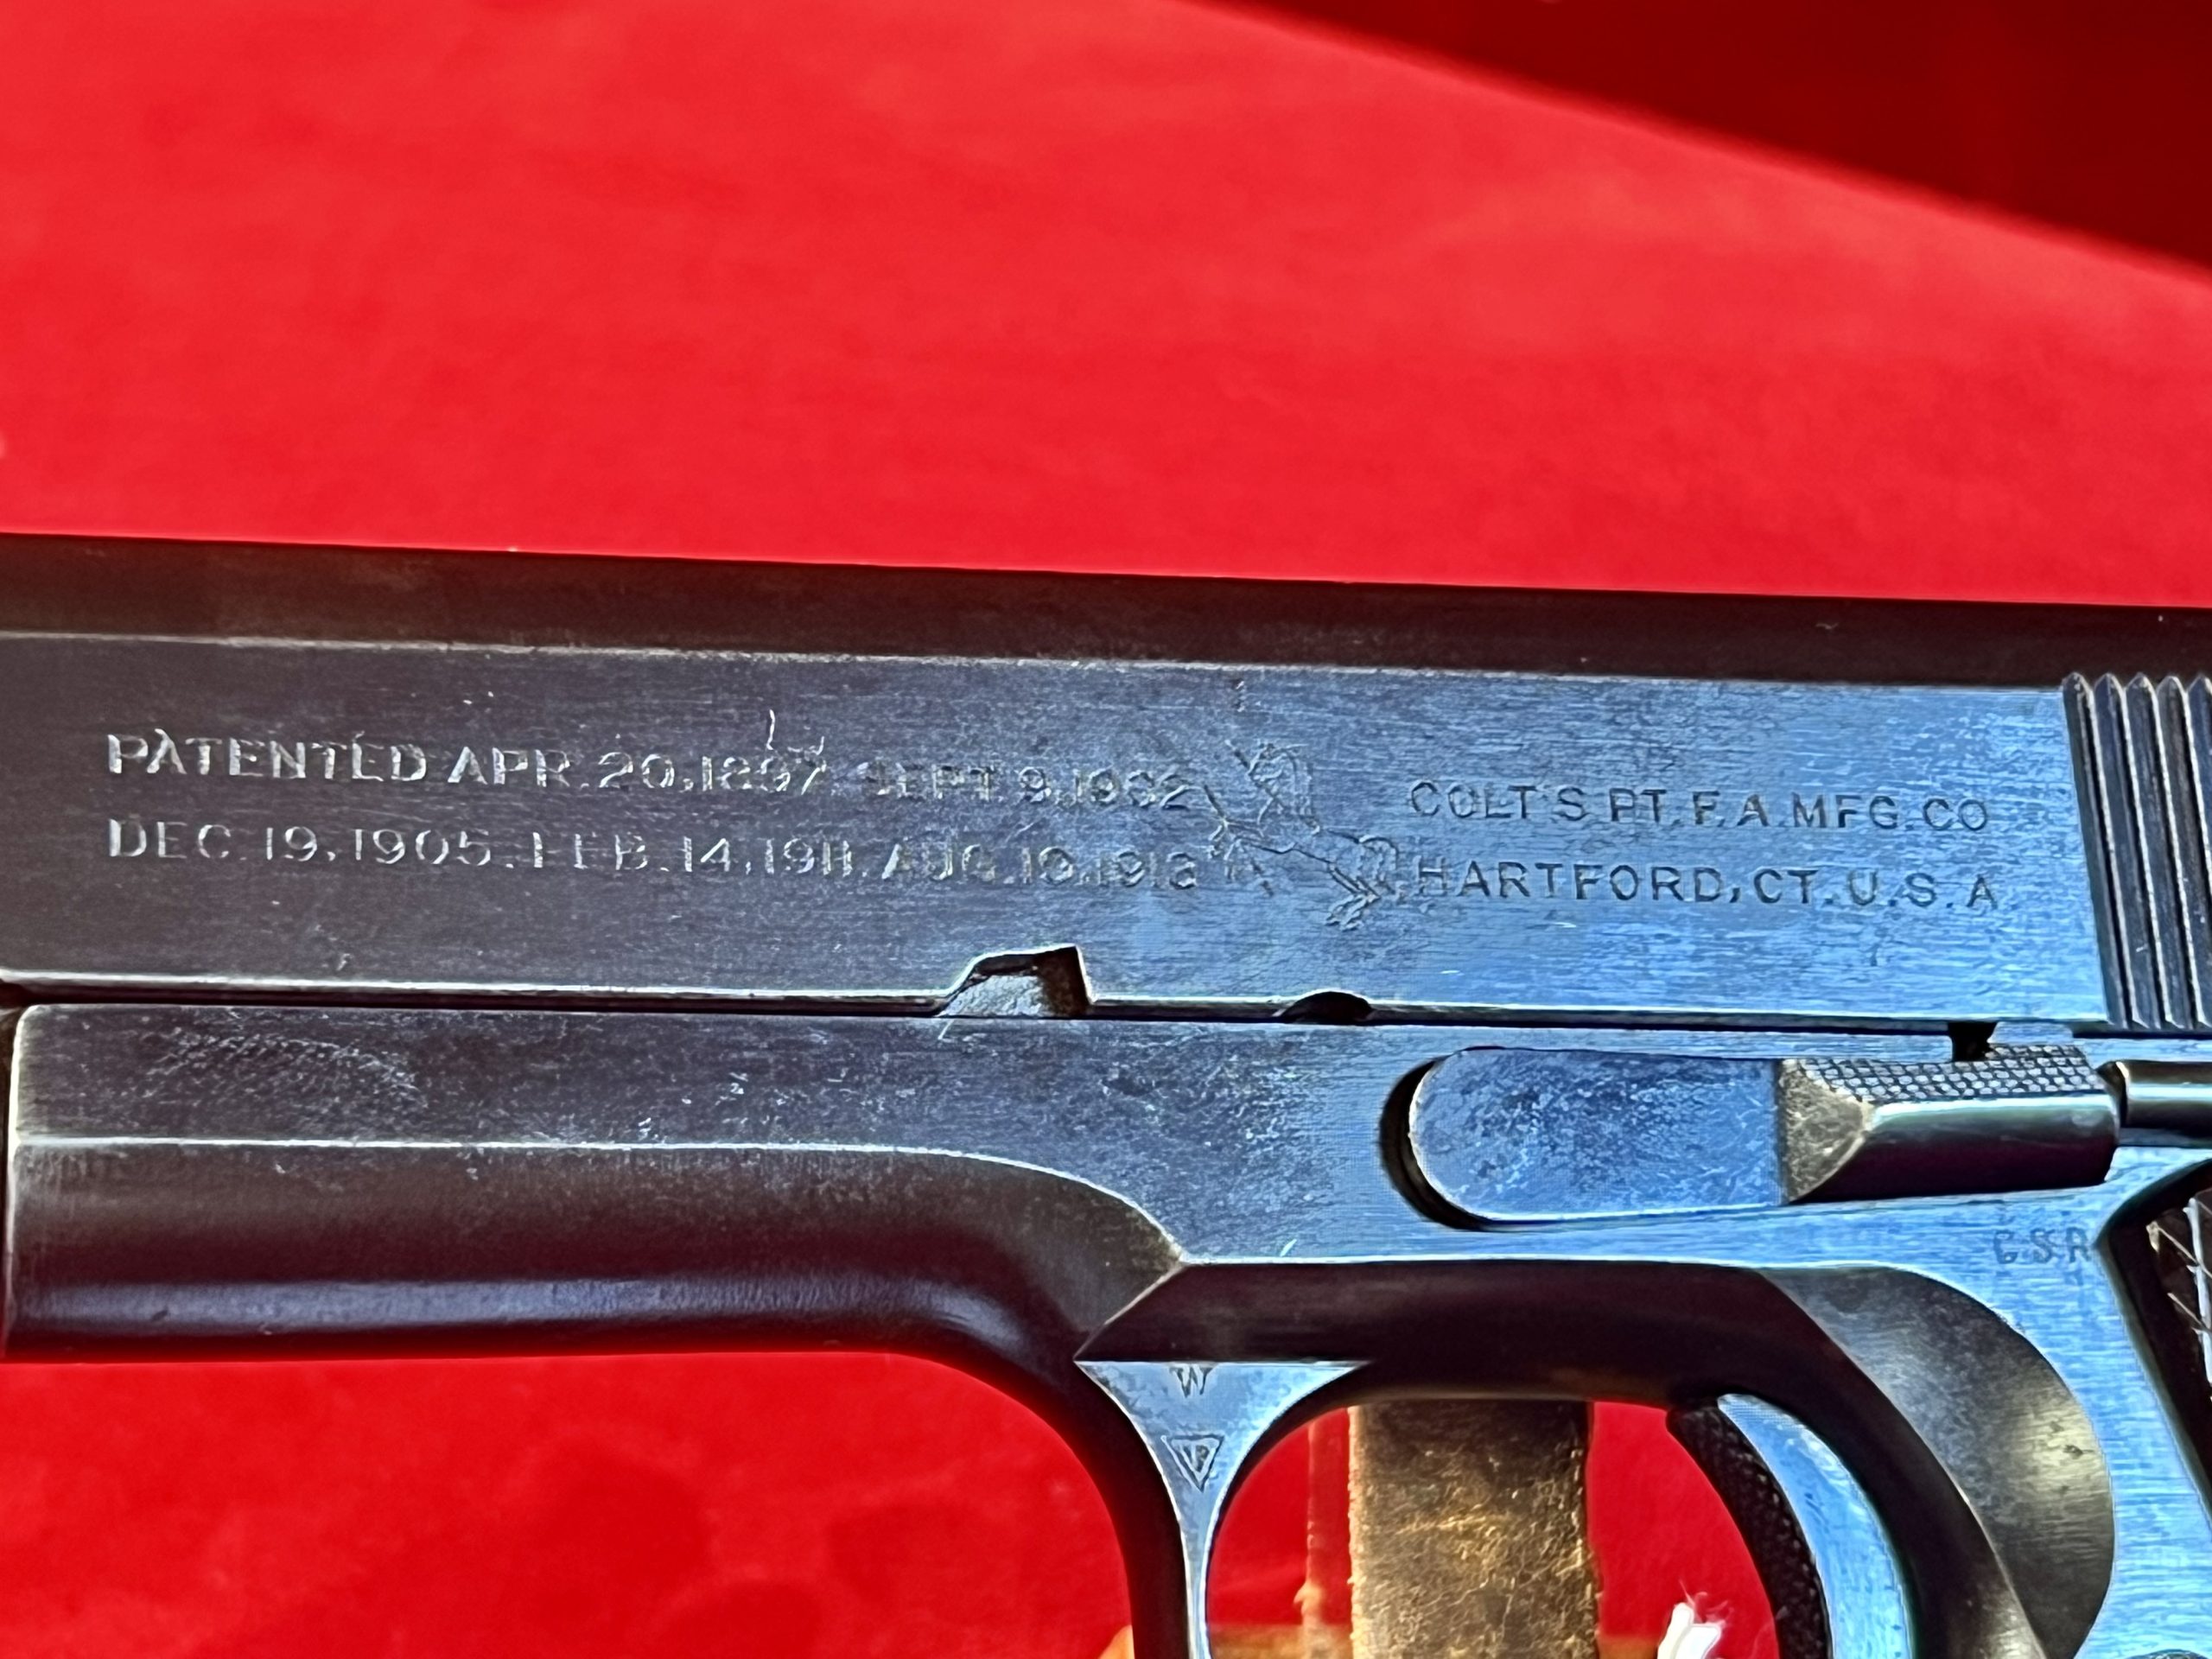 PATENTED APR. 20, 1897. SEPT. 9, 1902
DEC. 19, 1905. FEB. 14, 1911. AUG. 19, 1913
COLT'S PT. F. A. MFG. CO
HARTFORD, CT. U.S.A.
G.S.R
W
VP